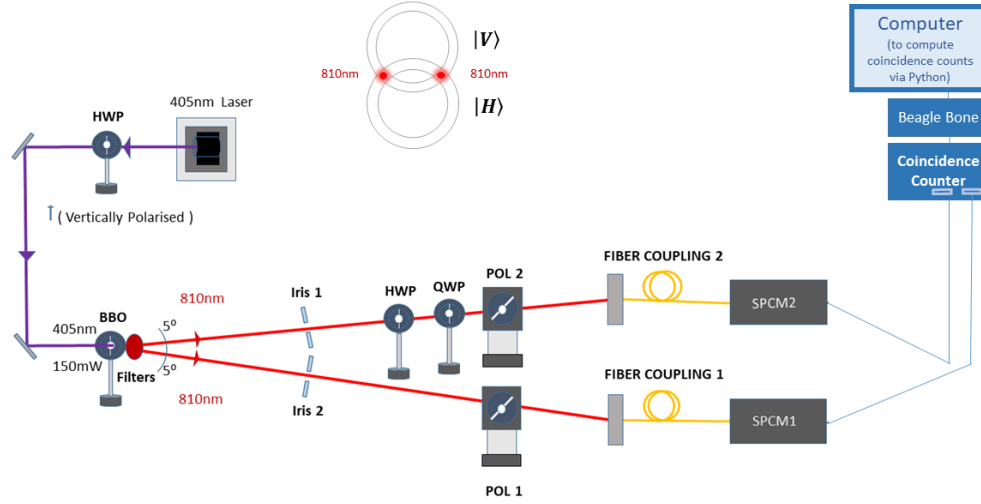 |V⟩
810nm
810nm
|H⟩
Computer
(to compute
coincidence counts
via Python)
Beagle Bone
Coincidence
Counter
405nm Laser
HWP
( Vertically Polarised )
FIBER COUPLING 2
POL 2
QWP
HWP
Iris 1
810nm
SPCM2
BBO
405nm
5º
150mW
5º
Filters
810nm
Iris 2
FIBER COUPLING 1
SPCM1
POL 1